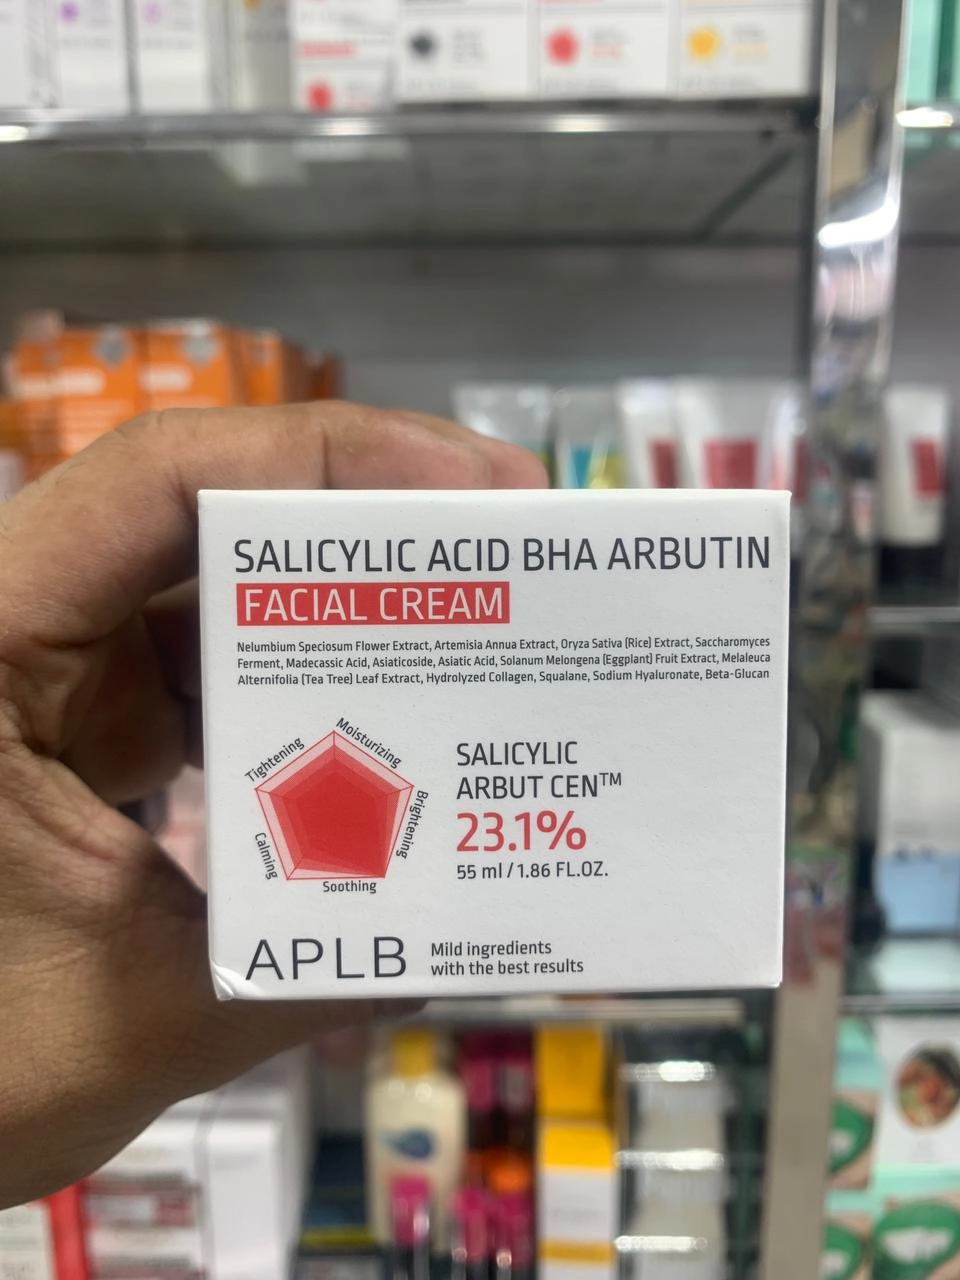 SALICYLIC ACID BHA ARBUTIN
FACIAL CREAM
Nelumbium Speciosum Flower Extract, Artemisia Annua Extract, Oryza Sativa (Rice) Extract, Saccharomyces
Ferment, Madecassic Acid, Asiaticoside, Asiatic Acid, Solanum Melongena (Eggplant) Fruit Extract, Melaleuca
Alternifolia (Tea Tree) Leaf Extract, Hydrolyzed Collagen, Squalane, Sodium Hyaluronate, Beta-Glucan
Tightening
Moisturizing
Brightening
Calming
Soothing
SALICYLIC
ARBUT CEN™
23.1%
55 ml / 1.86 FL.OZ.
APLB
Mild ingredients
with the best results